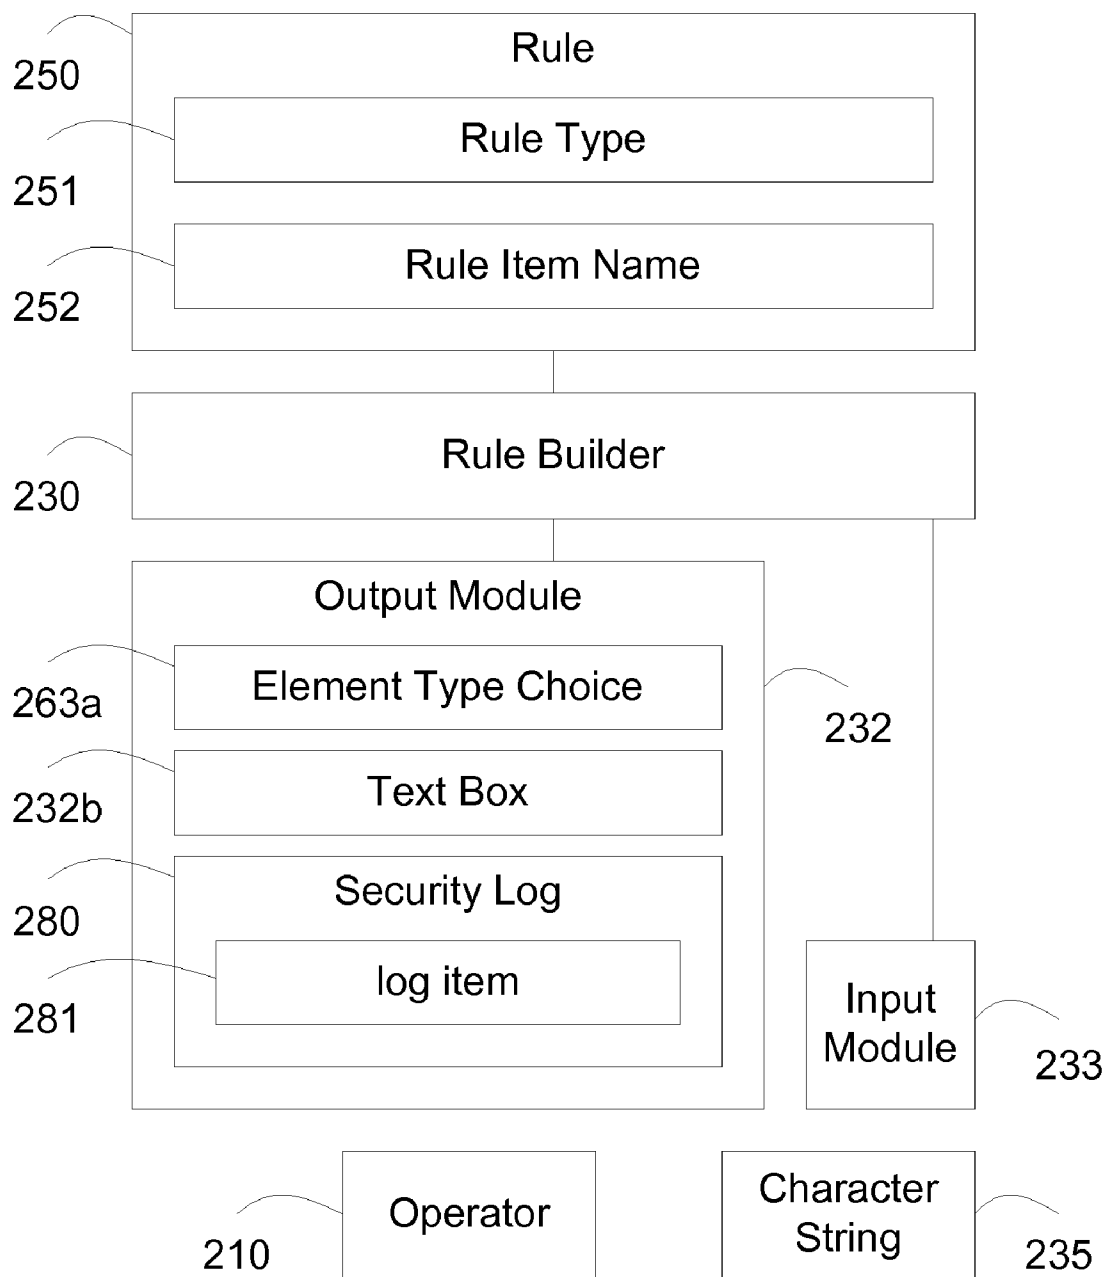 Rule
250
Rule Type
251
Rule Item Name
252
Rule Builder
230
Output Module
Element Type Choice
263a
232
Text Box
232b
Security Log
280
log item
281
Input
Module
233
Operator
210
Character
String
235